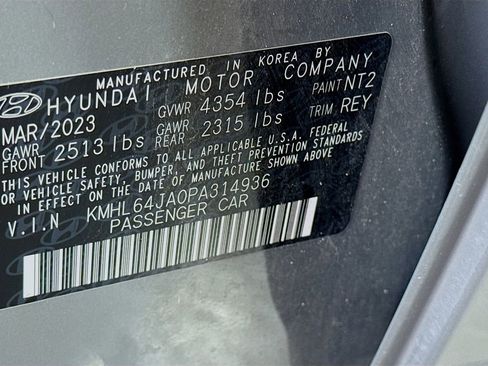 MANUFACTURED IN KOREA BY
HYUNDAI MOTOR COMPANY
MAR/2023 GVWR 4354 lbs PAINT NT2
GAWR FRONT 2513 lbs GAWR REAR 2315 lbs TRIM REY
THIS VEHICLE CONFORMS TO ALL APPLICABLE U.S.A. FEDERAL
MOTOR VEHICLE SAFETY, BUMPER, AND THEFT PREVENTION STANDARDS
IN EFFECT ON THE DATE OF MANUFACTURE SHOWN ABOVE.
V.I.N KMHL64JA0PA314936
PASSENGER CAR